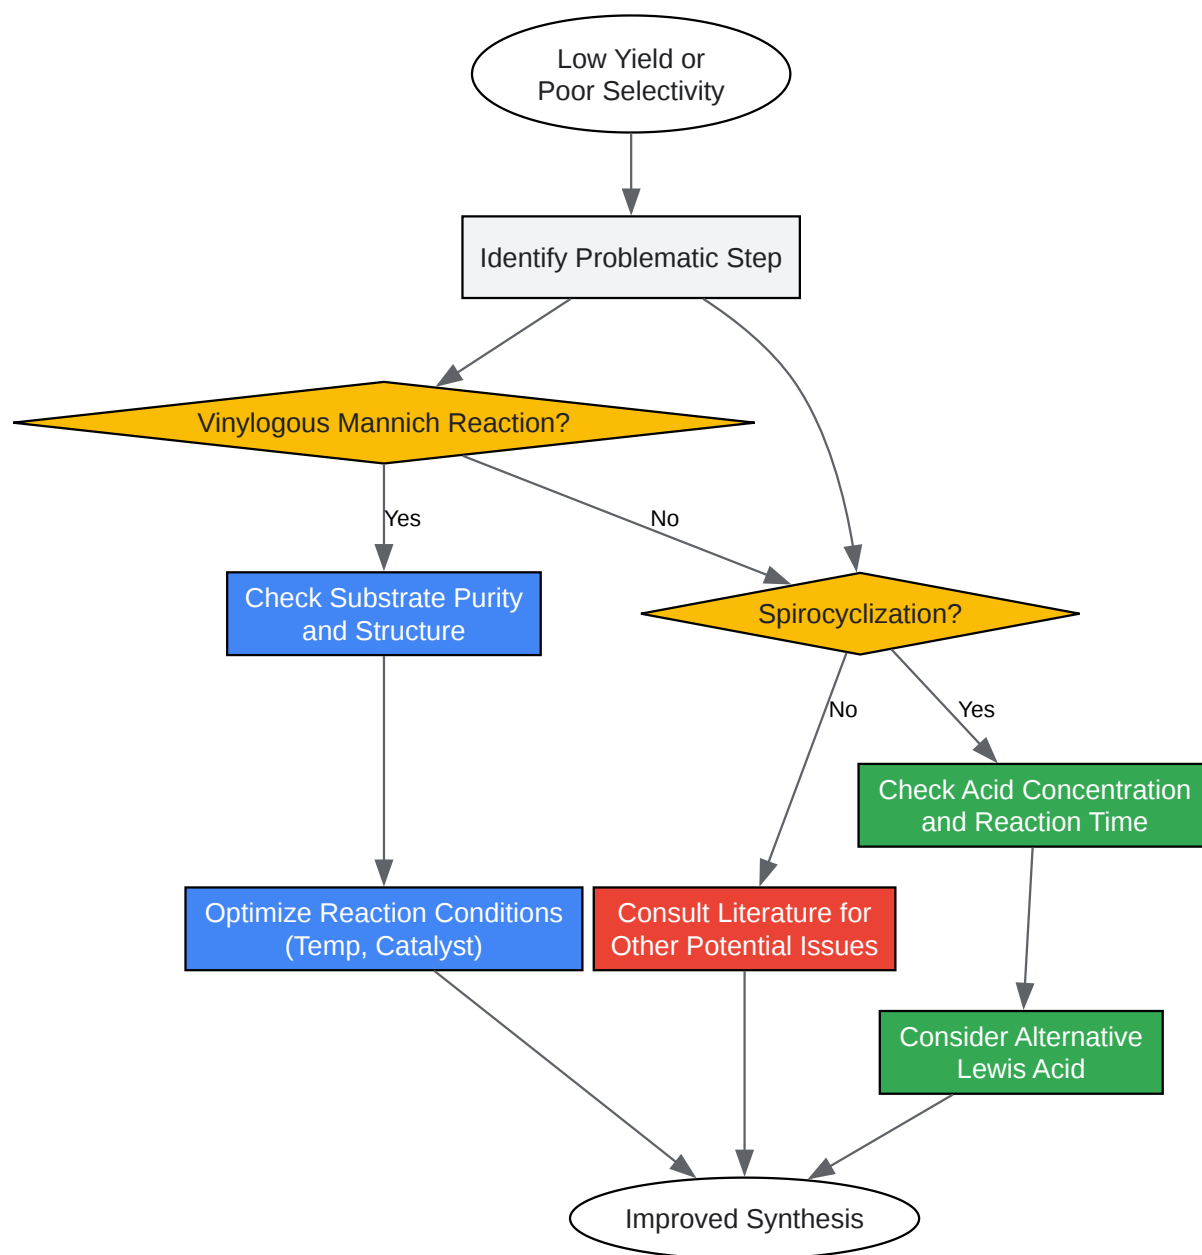 Low Yield or
Poor Selectivity
Identify Problematic Step
Vinylogous Mannich Reaction?
Yes
No
Check Substrate Purity
and Structure
Spirocyclization?
No
Yes
Check Acid Concentration
and Reaction Time
Optimize Reaction Conditions
(Temp, Catalyst)
Consult Literature for
Other Potential Issues
Consider Alternative
Lewis Acid
Improved Synthesis